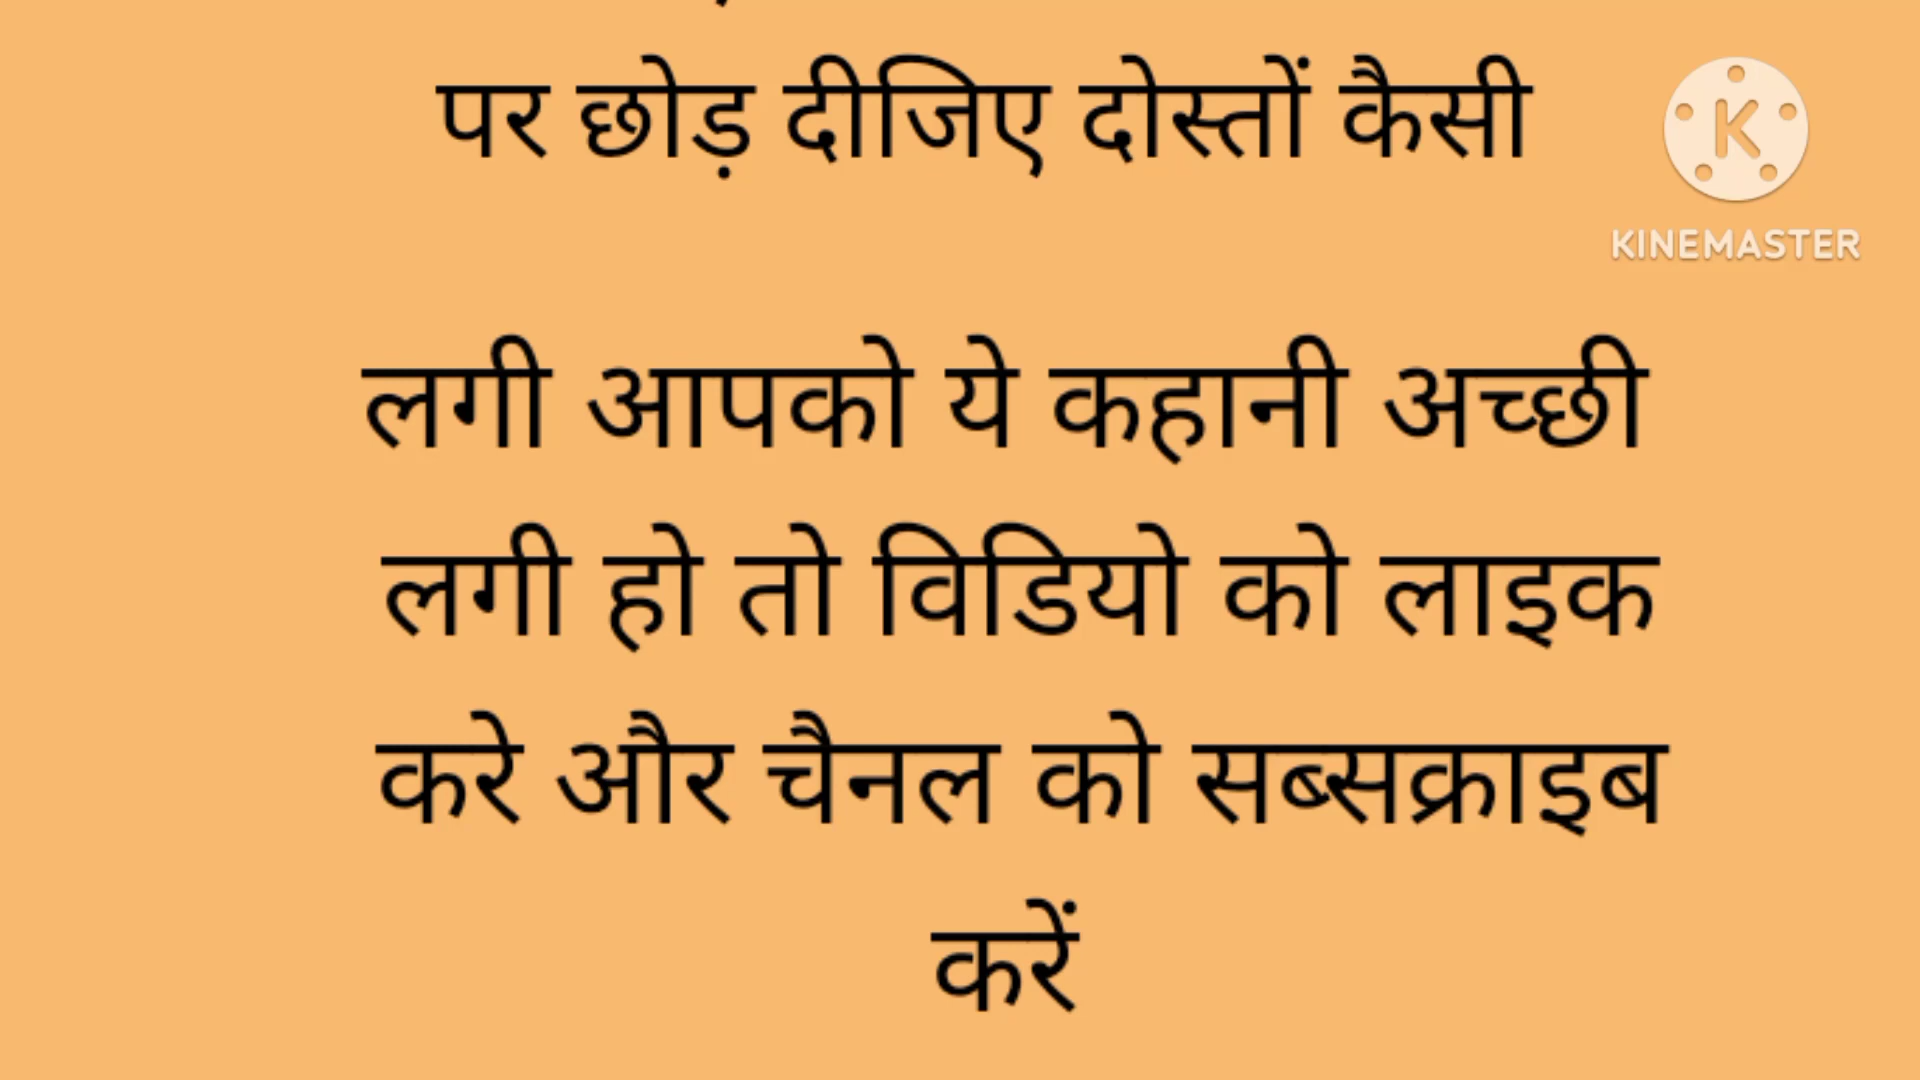 पर छोड़ दीजिए दोस्तों कैसी
KINEMASTER
लगी आपको ये कहानी अच्छी
लगी हो तो विडियो को लाइक
करे और चैनल को सब्सक्राइब
करें